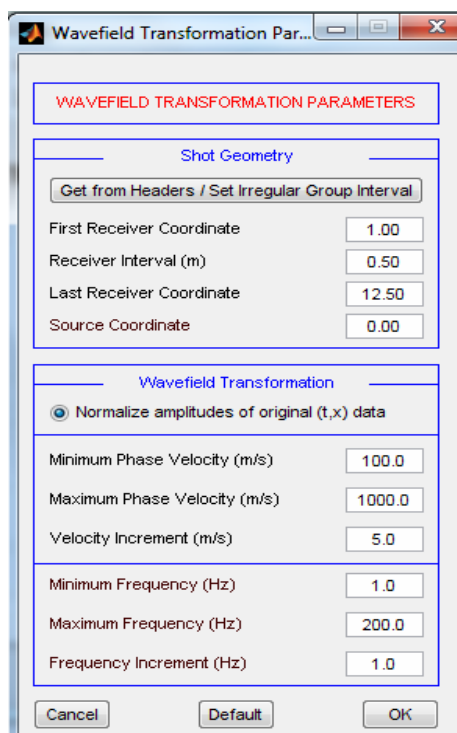 Wavefield Transformation Par...
WAVEFIELD TRANSFORMATION PARAMETERS
Shot Geometry
Get from Headers / Set Irregular Group Interval
First Receiver Coordinate 1.00
Receiver Interval (m) 0.50
Last Receiver Coordinate 12.50
Source Coordinate 0.00
Wavefield Transformation
Normalize amplitudes of original (t,x) data
Minimum Phase Velocity (m/s) 100.0
Maximum Phase Velocity (m/s) 1000.0
Velocity Increment (m/s) 5.0
Minimum Frequency (Hz) 1.0
Maximum Frequency (Hz) 200.0
Frequency Increment (Hz) 1.0
Cancel Default OK